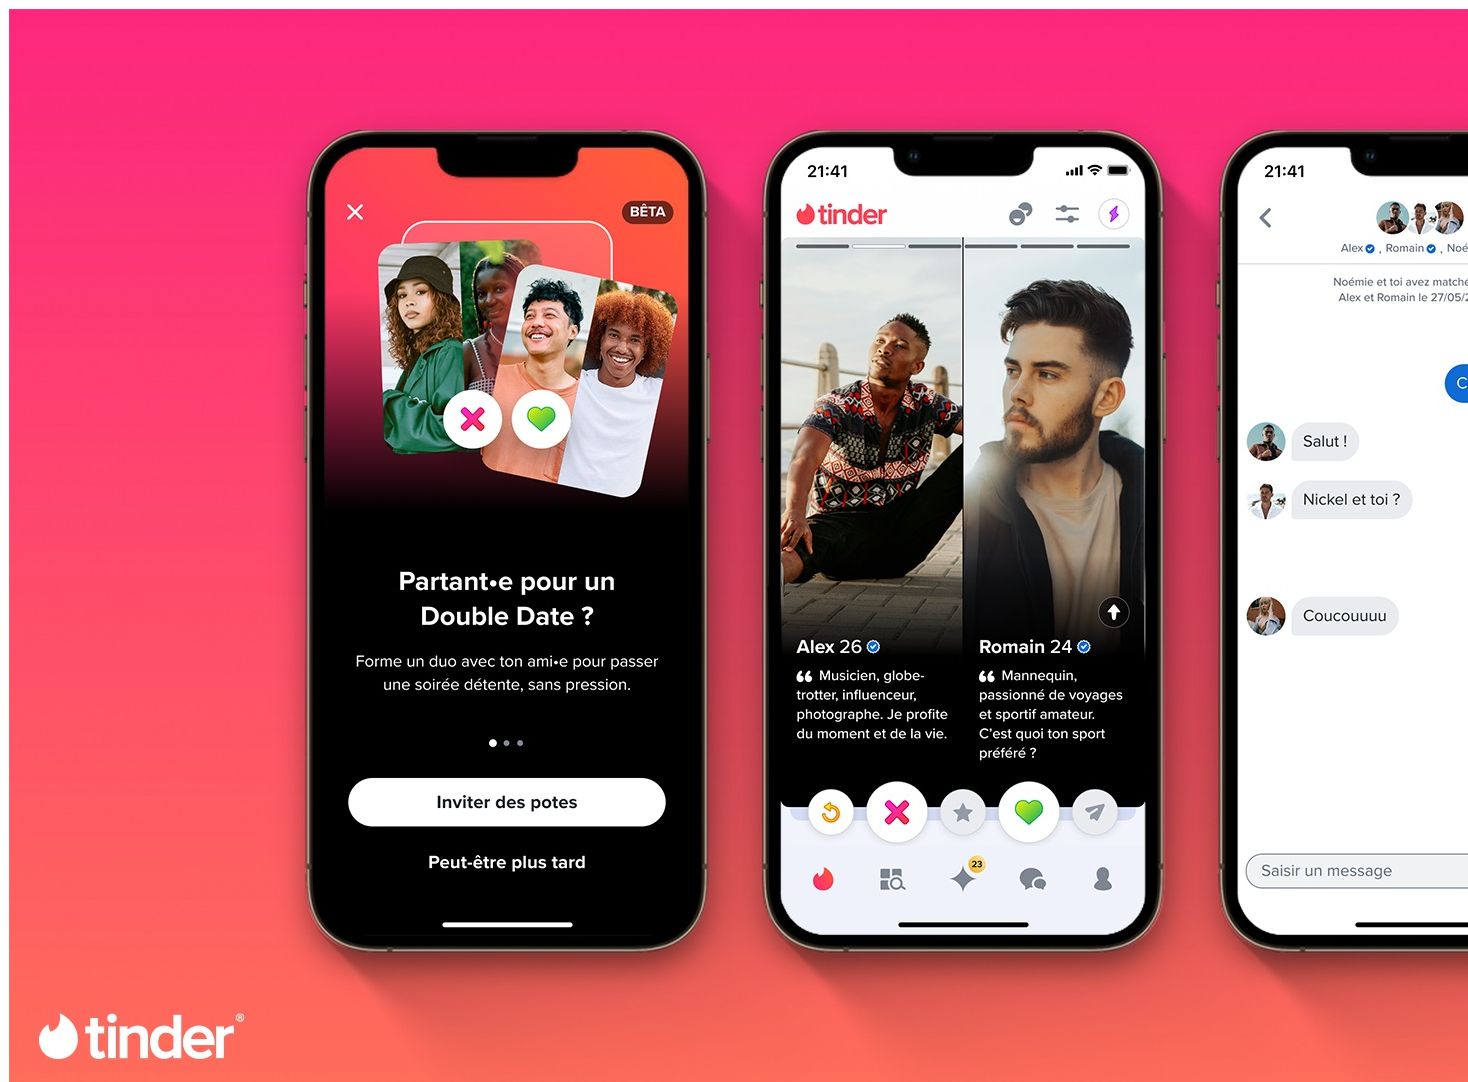 BÊTA
Partant•e pour un
Double Date ?
Forme un duo avec ton ami•e pour passer
une soirée détente, sans pression.
Inviter des potes
Peut-être plus tard
21:41
tinder
Alex 26
Musicien, globe-
trotter, influenceur,
photographe. Je profite
du moment et de la vie.
Romain 24
Mannequin,
passionné de voyages
et sportif amateur.
C'est quoi ton sport
préféré ?
23
21:41
Alex , Romain , Noé
Noémie et toi avez matché
Alex et Romain le 27/05/2
C
Salut !
Nickel et toi ?
Coucouuuu
Saisir un message
tinder®